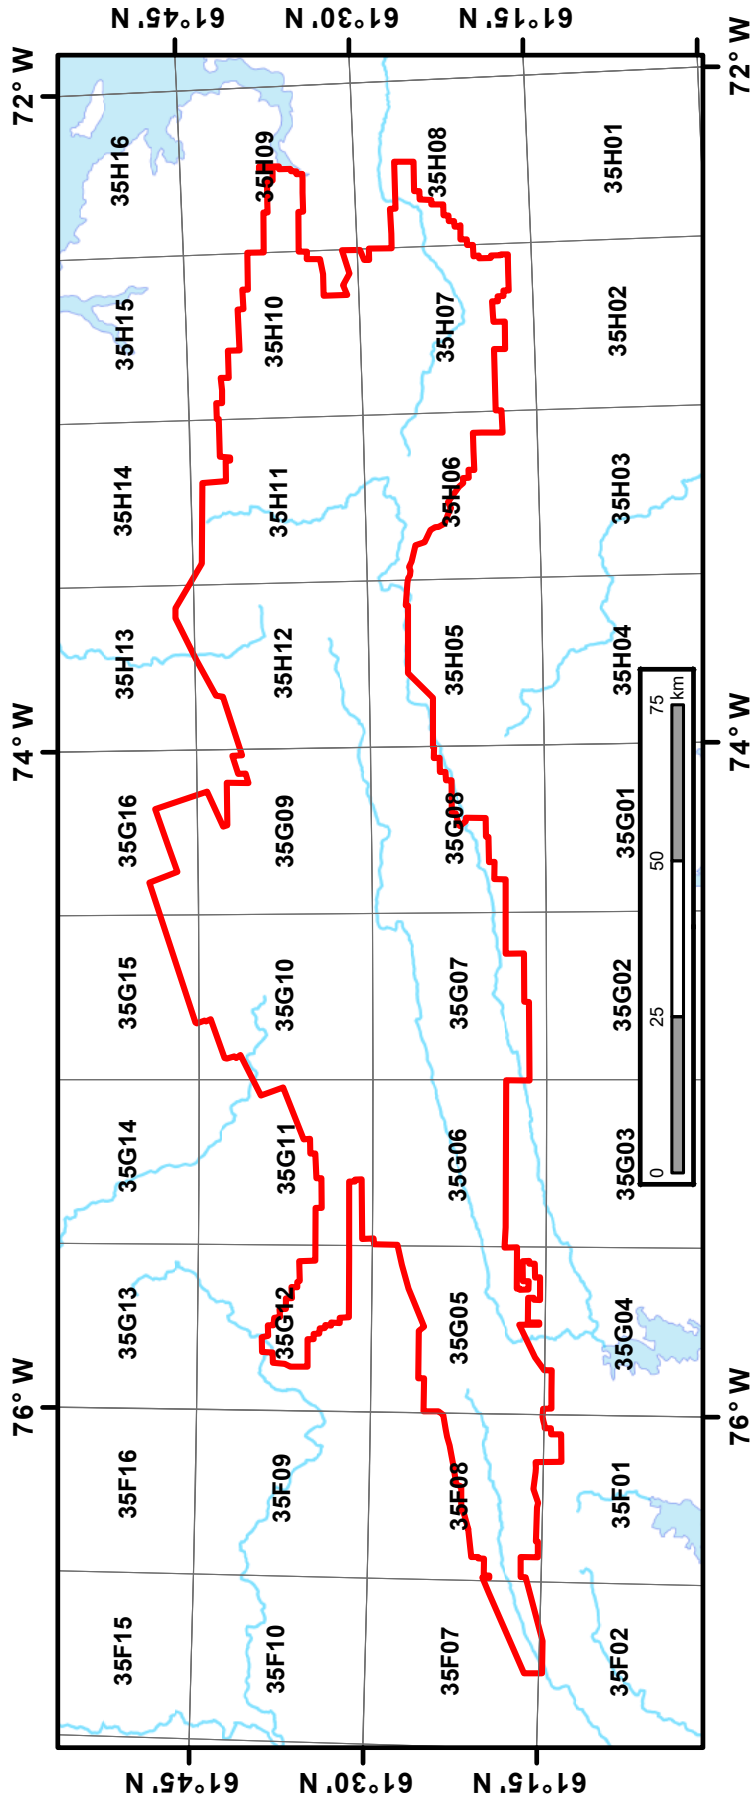 76° W
74° W
72° W
61°45' N
61°45' N
35F15
35F16
35G13
35G14
35G15
35G16
35H13
35H14
35H15
35H16
61°30' N
61°30' N
35F10
35F09
35G12
35G11
35G10
35G09
35H12
35H11
35H10
35H09
61°15' N
61°15' N
35F07
35F08
35G05
35G06
35G07
35G08
35H05
35H06
35H07
35H08
35F02
35F01
35G04
35G03
35G02
35G01
35H04
35H03
35H02
35H01
0
25
50
75
km
76° W
74° W
72° W